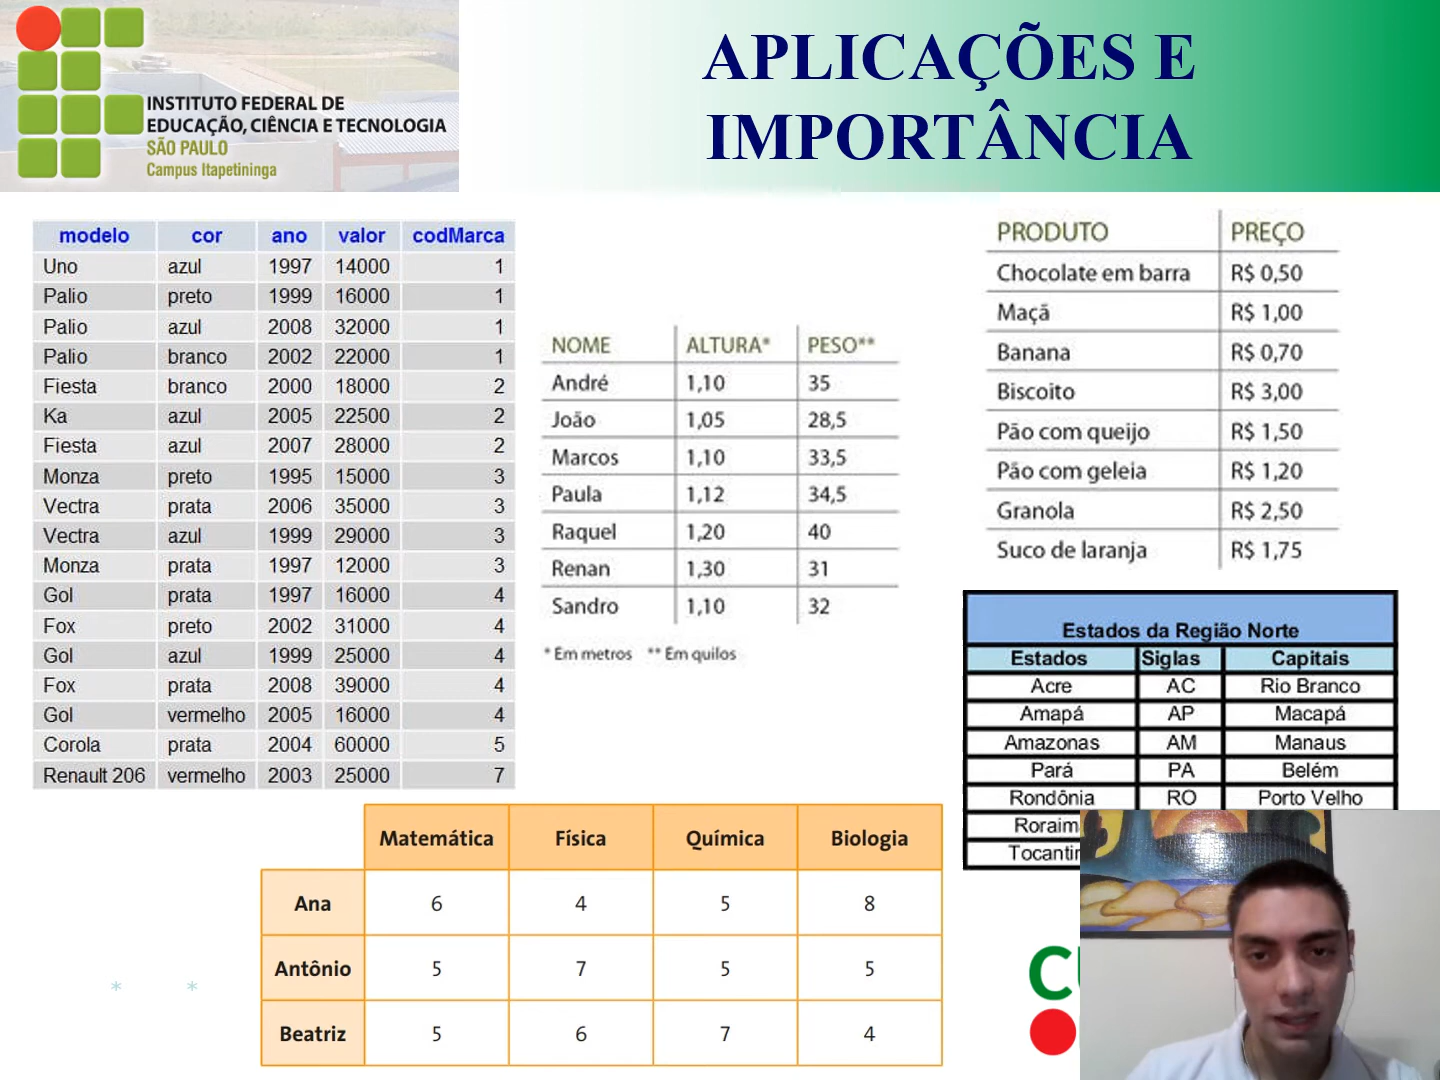 INSTITUTO FEDERAL DE
EDUCAÇÃO, CIÊNCIA E TECNOLOGIA
SÃO PAULO
Campus Itapetininga
APLICAÇÕES E
IMPORTÂNCIA
modelo cor ano valor codMarca
Uno azul 1997 14000 1
Palio preto 1999 16000 1
Palio azul 2008 32000 1
Palio branco 2002 22000 1
Fiesta branco 2000 18000 2
Ka azul 2005 22500 2
Fiesta azul 2007 28000 2
Monza preto 1995 15000 3
Vectra prata 2006 35000 3
Vectra azul 1999 29000 3
Monza prata 1997 12000 3
Gol prata 1997 16000 4
Fox preto 2002 31000 4
Gol azul 1999 25000 4
Fox prata 2008 39000 4
Gol vermelho 2005 16000 4
Corola prata 2004 60000 5
Renault 206 vermelho 2003 25000 7
NOME ALTURA* PESO**
André 1,10 35
João 1,05 28,5
Marcos 1,10 33,5
Paula 1,12 34,5
Raquel 1,20 40
Renan 1,30 31
Sandro 1,10 32
* Em metros ** Em quilos
PRODUTO PREÇO
Chocolate em barra R$ 0,50
Maçã R$ 1,00
Banana R$ 0,70
Biscoito R$ 3,00
Pão com queijo R$ 1,50
Pão com geleia R$ 1,20
Granola R$ 2,50
Suco de laranja R$ 1,75
Estados da Região Norte
Estados Siglas Capitais
Acre AC Rio Branco
Amapá AP Macapá
Amazonas AM Manaus
Pará PA Belém
Rondônia RO Porto Velho
Roraim
Tocantin
Matemática Física Química Biologia
Ana 6 4 5 8
Antônio 5 7 5 5
Beatriz 5 6 7 4
* *